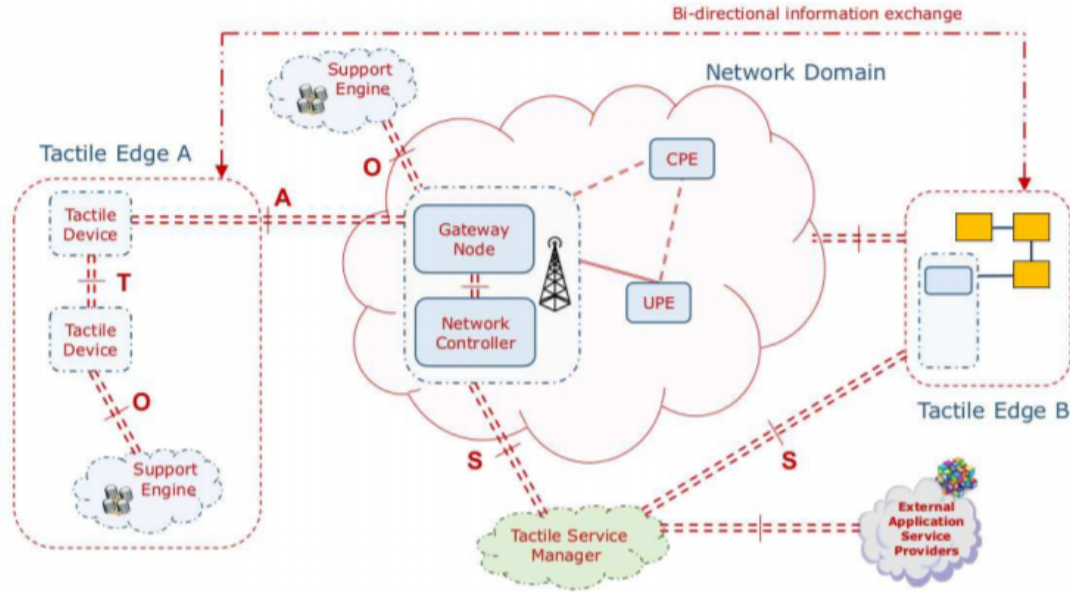 Bi-directional information exchange
Support
Engine
Network Domain
Tactile Edge A
O
CPE
A
Tactile
Device
Gateway
Node
T
UPE
Tactile
Device
Network
Controller
O
Tactile Edge B
S
S
Support
Engine
External
Application
Service
Providers
Tactile Service
Manager